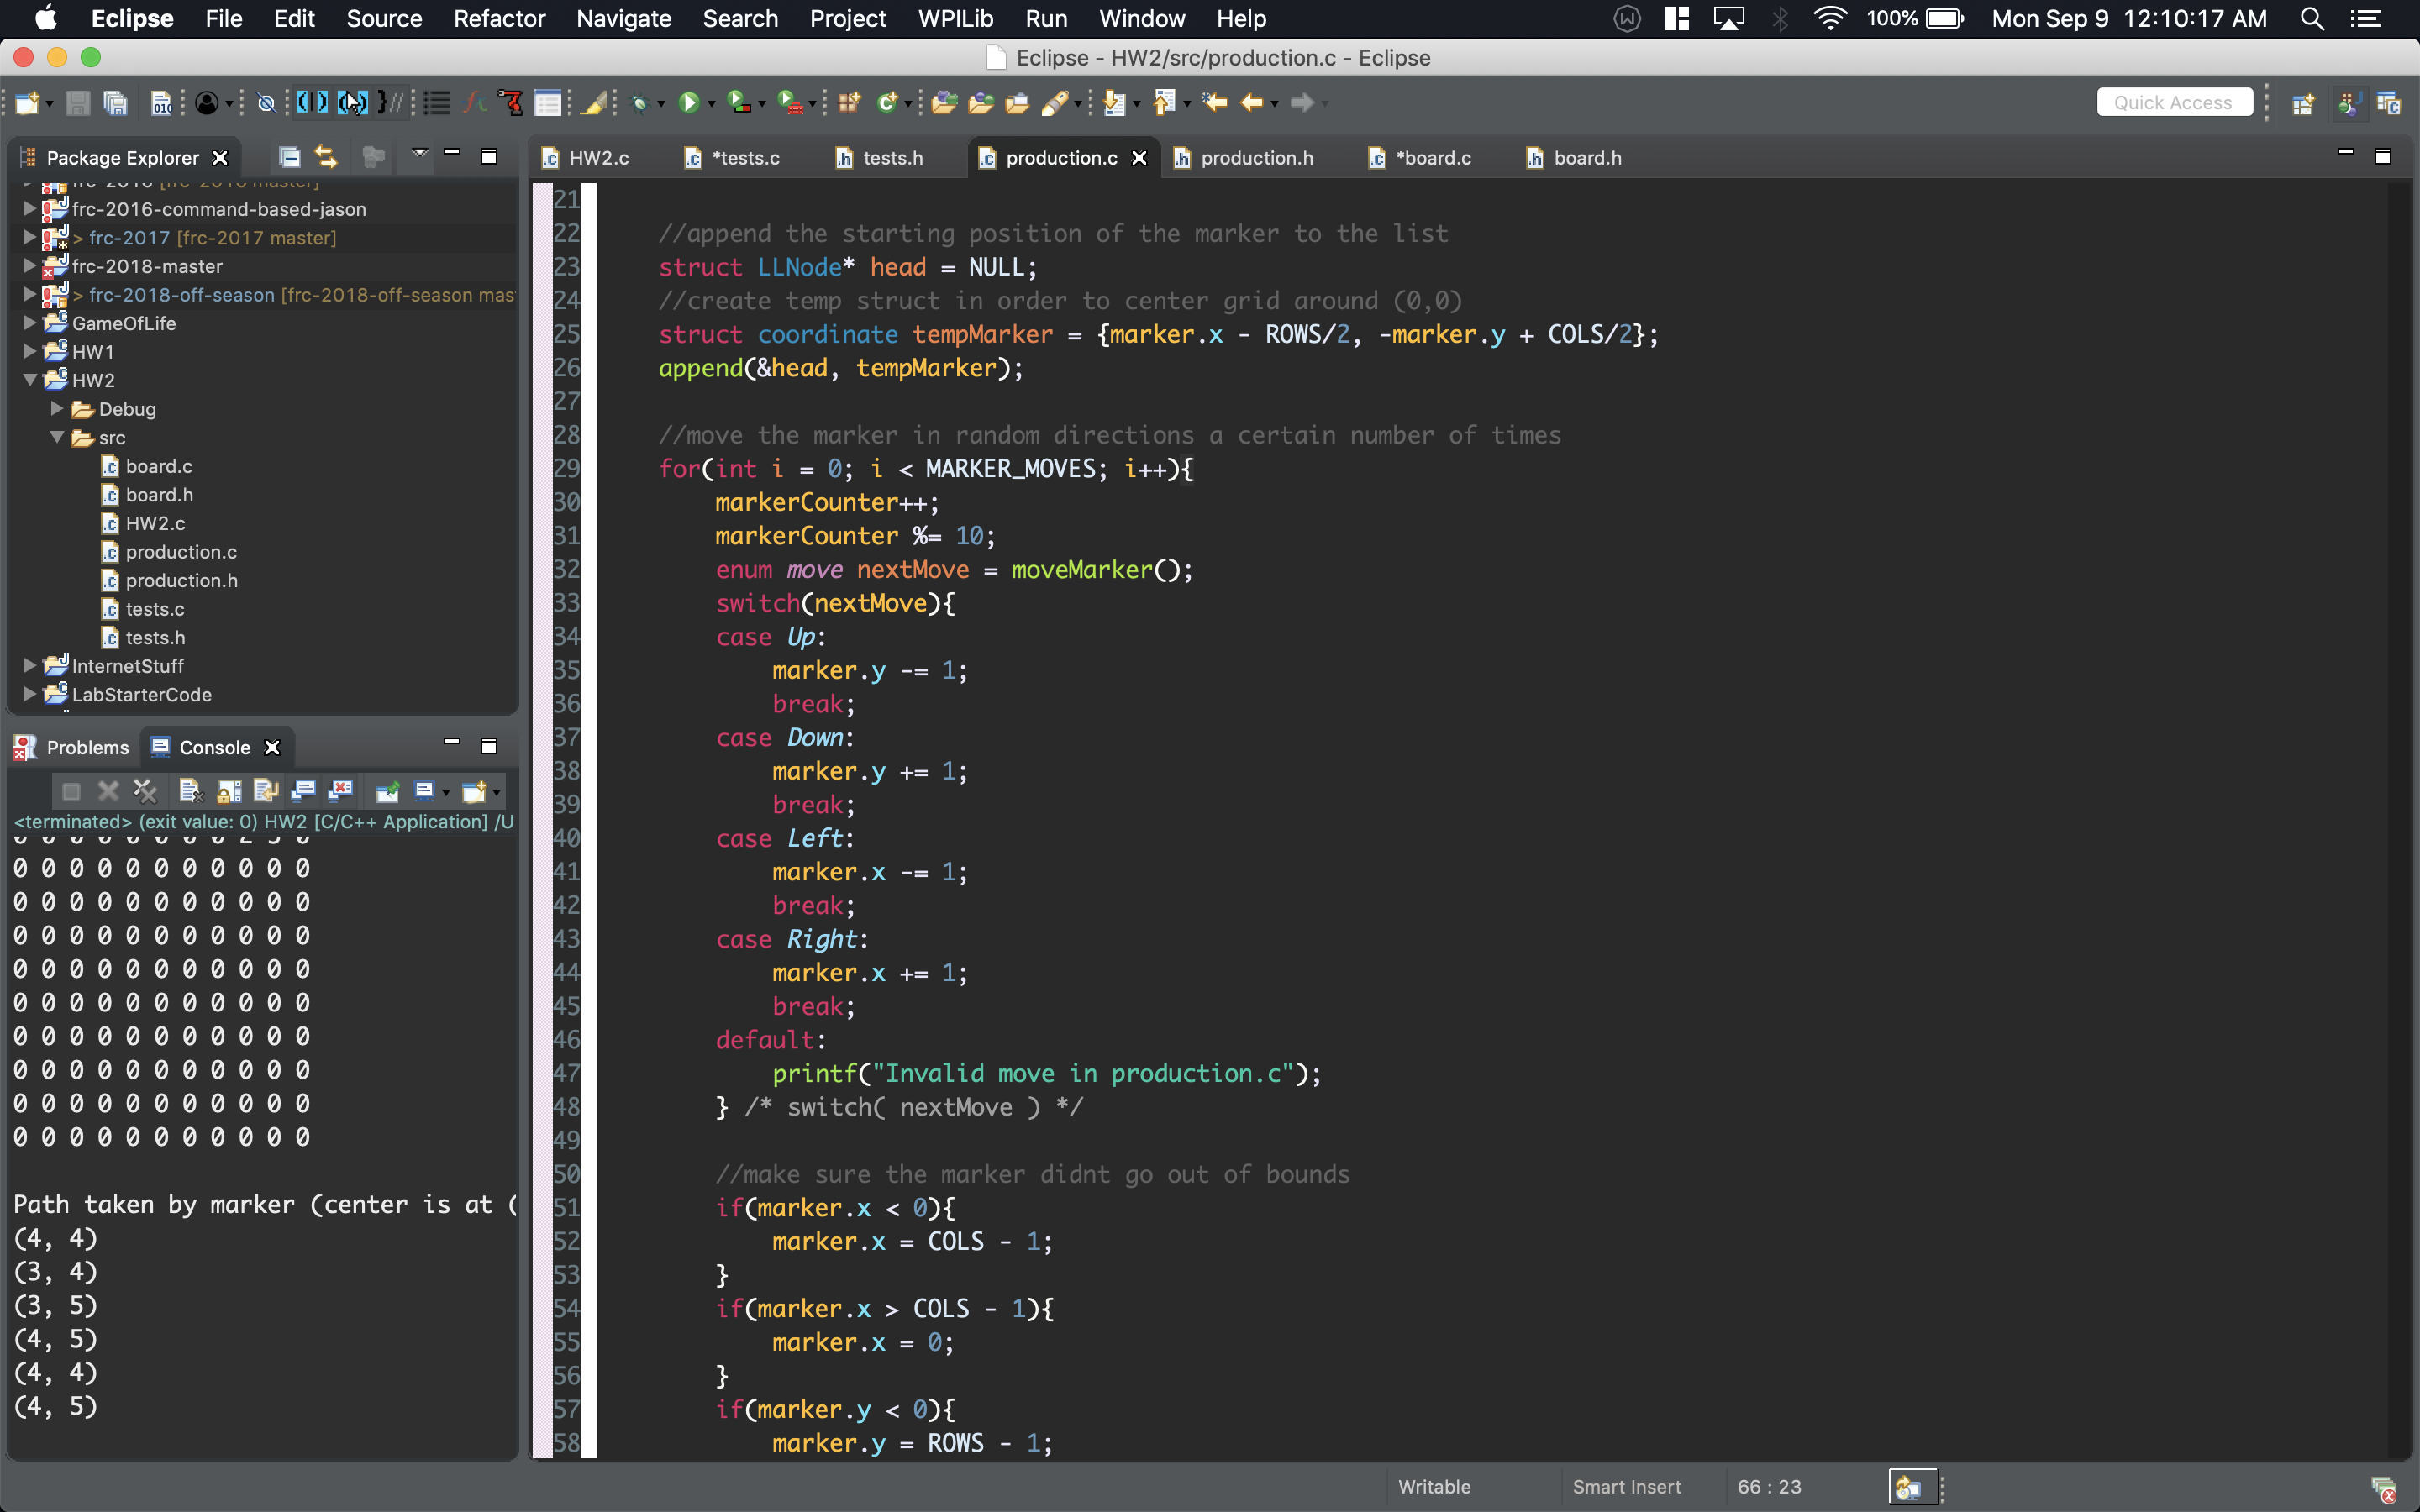 Eclipse File Edit Source Refactor Navigate Search Project WPILib Run Window Help 100% Mon Sep 9 12:10:17 AM
Eclipse - HW2/src/production.c - Eclipse
Quick Access
Package Explorer
frc-2016-command-based-jason
> frc-2017 [frc-2017 master]
frc-2018-master
> frc-2018-off-season [frc-2018-off-season mas
GameOfLife
HW1
HW2
Debug
src
board.c
board.h
HW2.c
production.c
production.h
tests.c
tests.h
InternetStuff
LabStarterCode
Problems Console
<terminated> (exit value: 0) HW2 [C/C++ Application] /U
0 0 0 0 0 0 0 0 0 0 0
0 0 0 0 0 0 0 0 0 0 0
0 0 0 0 0 0 0 0 0 0 0
0 0 0 0 0 0 0 0 0 0 0
0 0 0 0 0 0 0 0 0 0 0
0 0 0 0 0 0 0 0 0 0 0
0 0 0 0 0 0 0 0 0 0 0
0 0 0 0 0 0 0 0 0 0 0
0 0 0 0 0 0 0 0 0 0 0
Path taken by marker (center is at (
(4, 4)
(3, 4)
(3, 5)
(4, 5)
(4, 4)
(4, 5)
HW2.c *tests.c tests.h production.c production.h *board.c board.h
21
22 //append the starting position of the marker to the list
23 struct LLNode* head = NULL;
24 //create temp struct in order to center grid around (0,0)
25 struct coordinate tempMarker = {marker.x - ROWS/2, -marker.y + COLS/2};
26 append(&head, tempMarker);
27
28 //move the marker in random directions a certain number of times
29 for(int i = 0; i < MARKER_MOVES; i++){
30 markerCounter++;
31 markerCounter %= 10;
32 enum move nextMove = moveMarker();
33 switch(nextMove){
34 case Up:
35 marker.y -= 1;
36 break;
37 case Down:
38 marker.y += 1;
39 break;
40 case Left:
41 marker.x -= 1;
42 break;
43 case Right:
44 marker.x += 1;
45 break;
46 default:
47 printf("Invalid move in production.c");
48 } /* switch( nextMove ) */
49
50 //make sure the marker didnt go out of bounds
51 if(marker.x < 0){
52 marker.x = COLS - 1;
53 }
54 if(marker.x > COLS - 1){
55 marker.x = 0;
56 }
57 if(marker.y < 0){
58 marker.y = ROWS - 1;
Writable Smart Insert 66 : 23